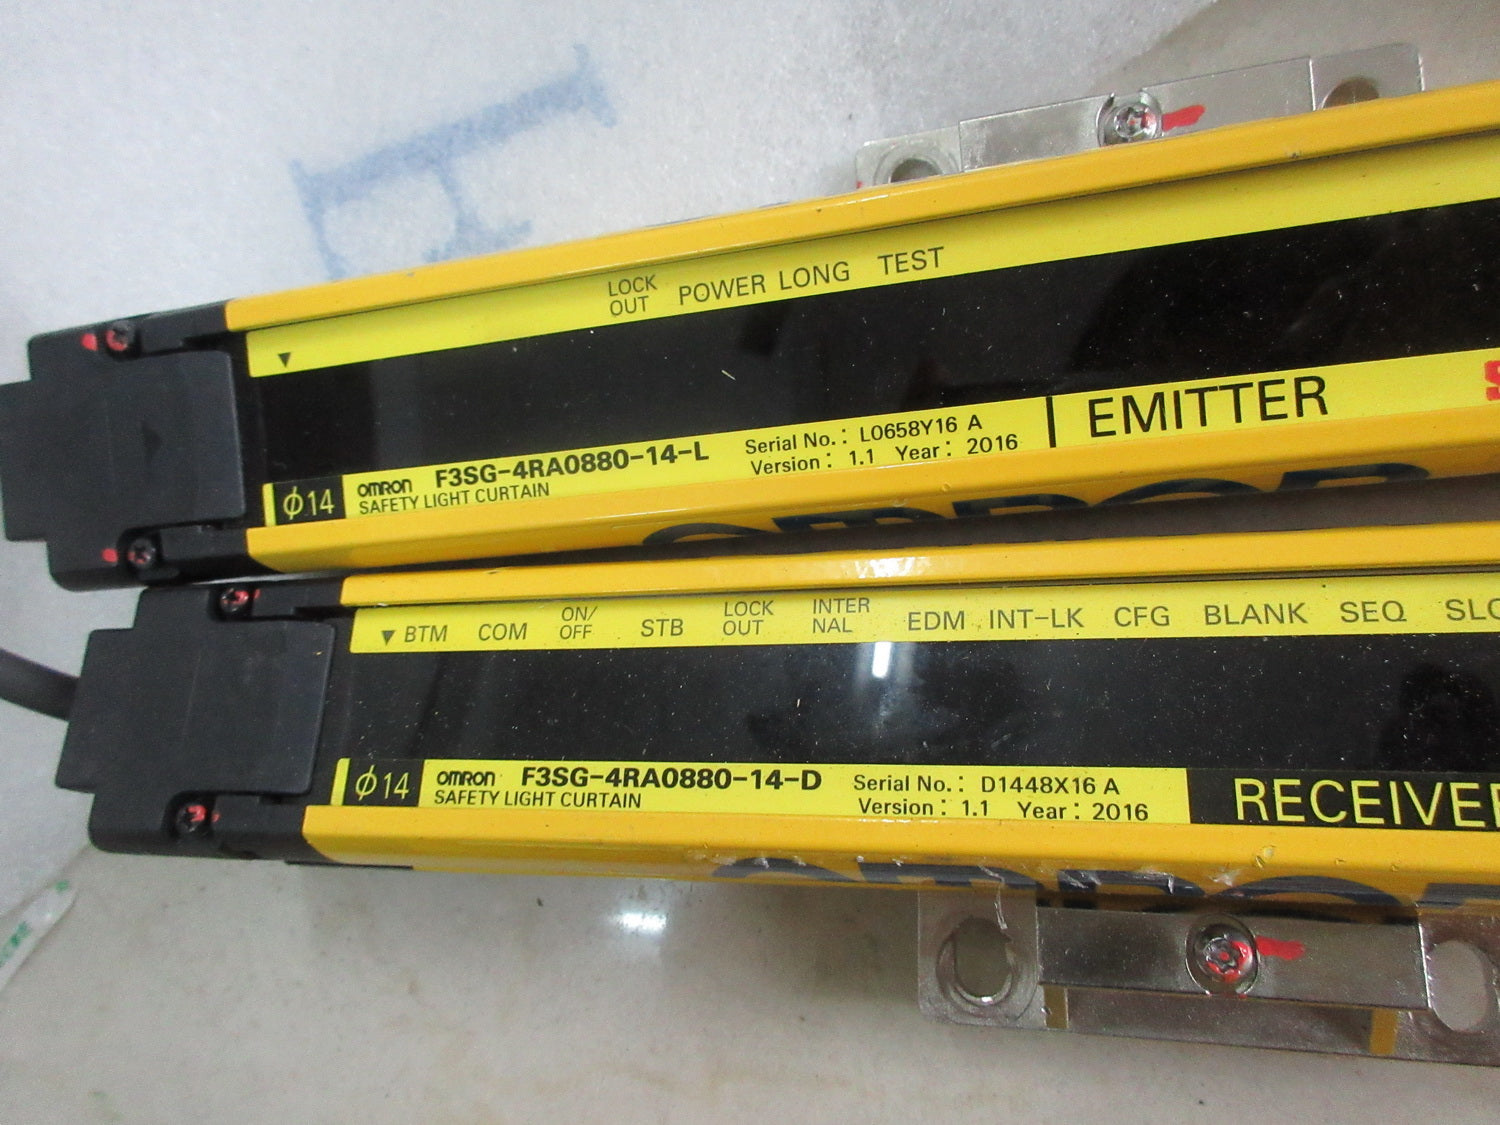 LOCK
OUT
POWER LONG TEST
▼
φ14
OMRON F3SG-4RA0880-14-L
SAFETY LIGHT CURTAIN
Serial No.: L0658Y16 A
Version: 1.1 Year: 2016
EMITTER
▼ BTM COM ON/
OFF
STB LOCK
OUT
INTER
NAL
EDM INT-LK CFG BLANK SEQ
φ14
OMRON F3SG-4RA0880-14-D
SAFETY LIGHT CURTAIN
Serial No.: D1448X16 A
Version: 1.1 Year: 2016
RECEIVER